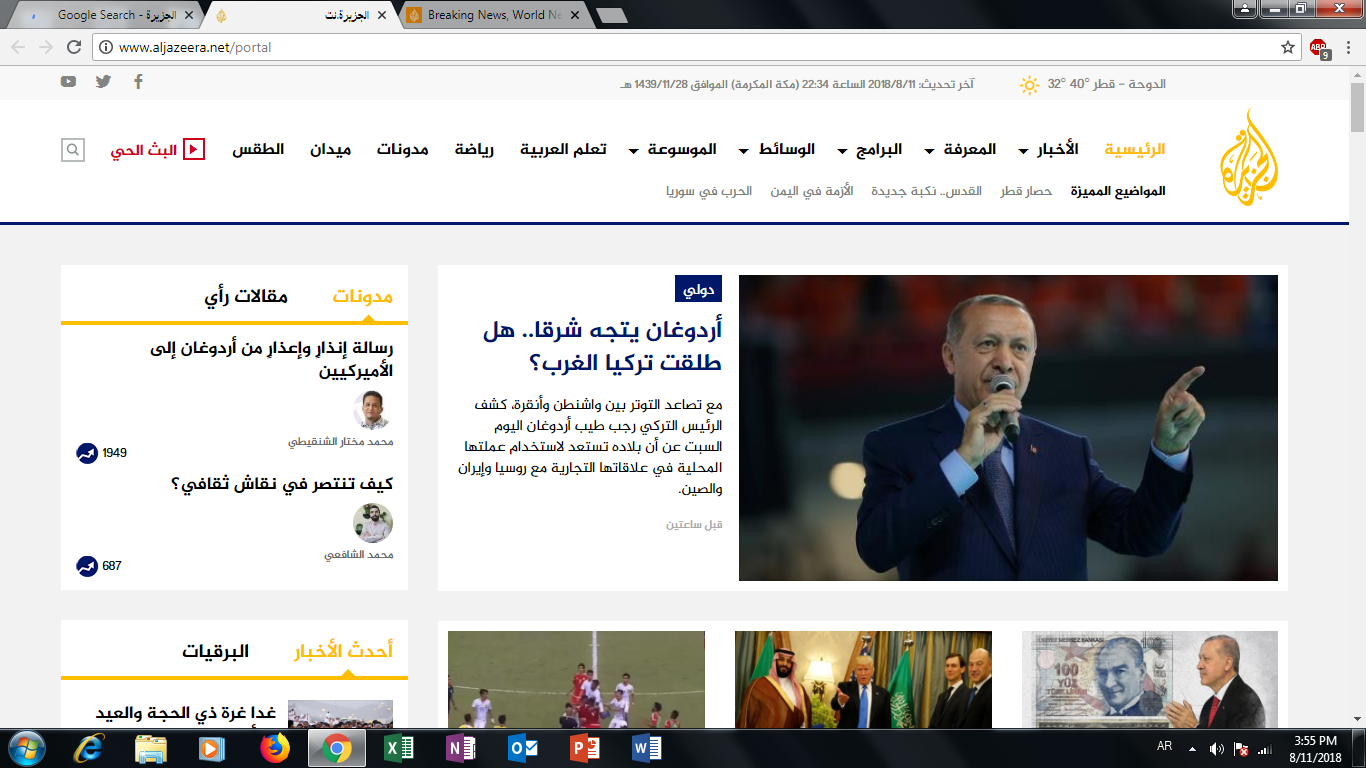 الجزيرة - Google Search
الجزيرة.نت
Breaking News, World Ne
www.aljazeera.net/portal
ABP
9
الدوحة - قطر °40 °32
آخر تحديث: 2018/8/11 الساعة 22:34 (مكة المكرمة) الموافق 1439/11/28 هـ
الجزيرة
الرئيسية الأخبار المعرفة البرامج الوسائط الموسوعة تعلم العربية رياضة مدونات ميدان الطقس البث الحي
المواضيع المميزة حصار قطر القدس.. نكبة جديدة الأزمة في اليمن الحرب في سوريا
دولي
أردوغان يتجه شرقا.. هل
طلقت تركيا الغرب؟
مع تصاعد التوتر بين واشنطن وأنقرة، كشف
الرئيس التركي رجب طيب أردوغان اليوم
السبت عن أن بلاده تستعد لاستخدام عملتها
المحلية في علاقاتها التجارية مع روسيا وإيران
والصين.
قبل ساعتين
مدونات مقالات رأي
رسالة إنذارٍ وإعذارٍ من أردوغان إلى
الأميركيين
محمد مختار الشنقيطي
1949
كيف تنتصر في نقاش ثقافي؟
محمد الشافعي
687
أحدث الأخبار البرقيات
غدا غرة ذي الحجة والعيد
100
YÜZ
AR
3:55 PM
8/11/2018